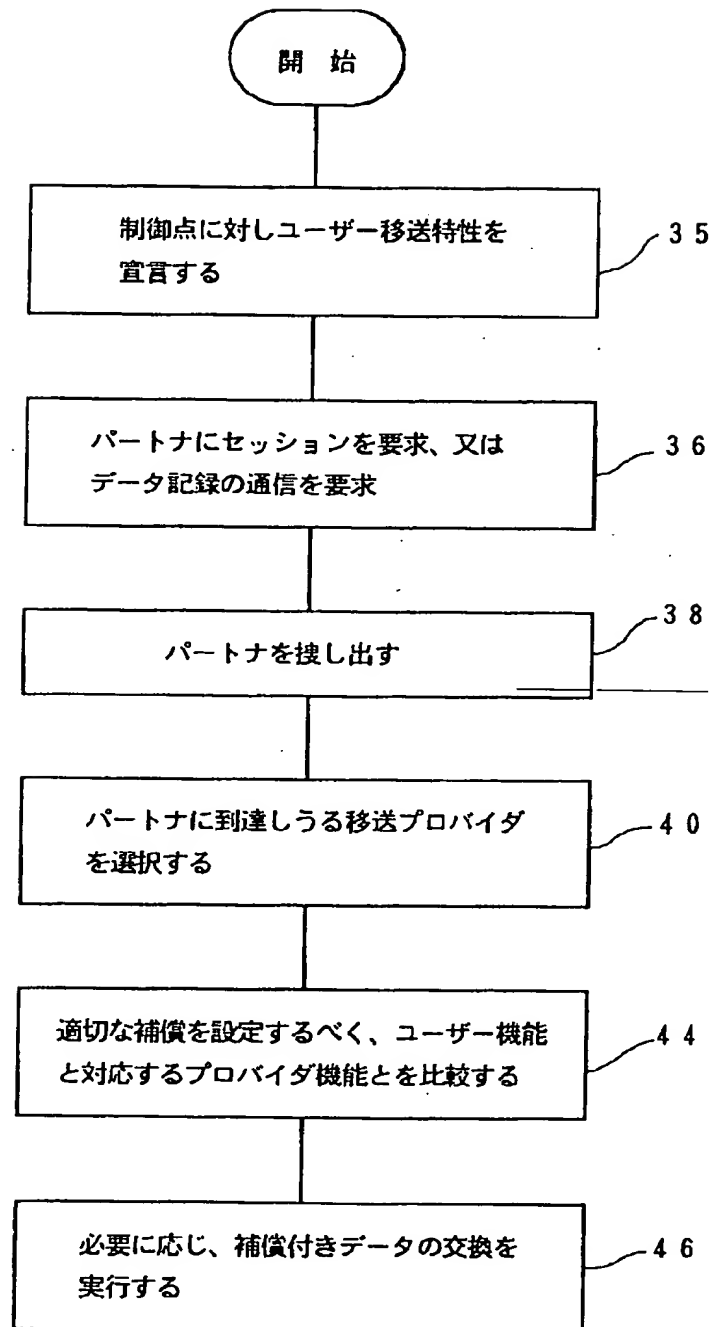 開 始
制御点に対しユーザー移送特性を
宣言する
35
パートナにセッションを要求、又は
データ記録の通信を要求
36
パートナを捜し出す
38
パートナに到達しうる移送プロバイダ
を選択する
40
適切な補償を設定するべく、ユーザー機能
と対応するプロバイダ機能とを比較する
44
必要に応じ、補償付きデータの交換を
実行する
46